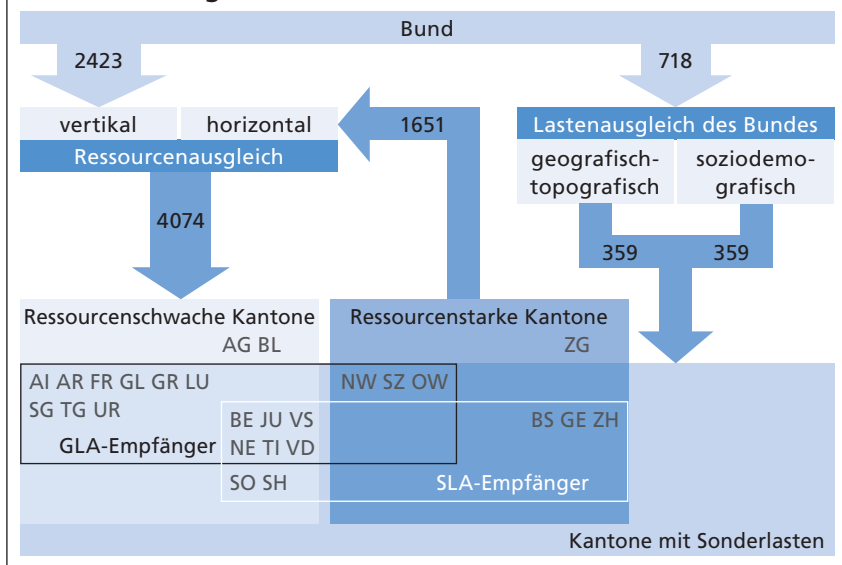 Bund
2423
718
vertikal
horizontal
1651
Lastenausgleich des Bundes
Ressourcenausgleich
geografisch-
topografisch
soziodemo-
grafisch
4074
359
359
Ressourcenschwache Kantone
Ressourcenstarke Kantone
AG BL
ZG
AI AR FR GL GR LU
SG TG UR
NW SZ OW
GLA-Empfänger
BE JU VS
NE TI VD
BS GE ZH
SO SH
SLA-Empfänger
Kantone mit Sonderlasten